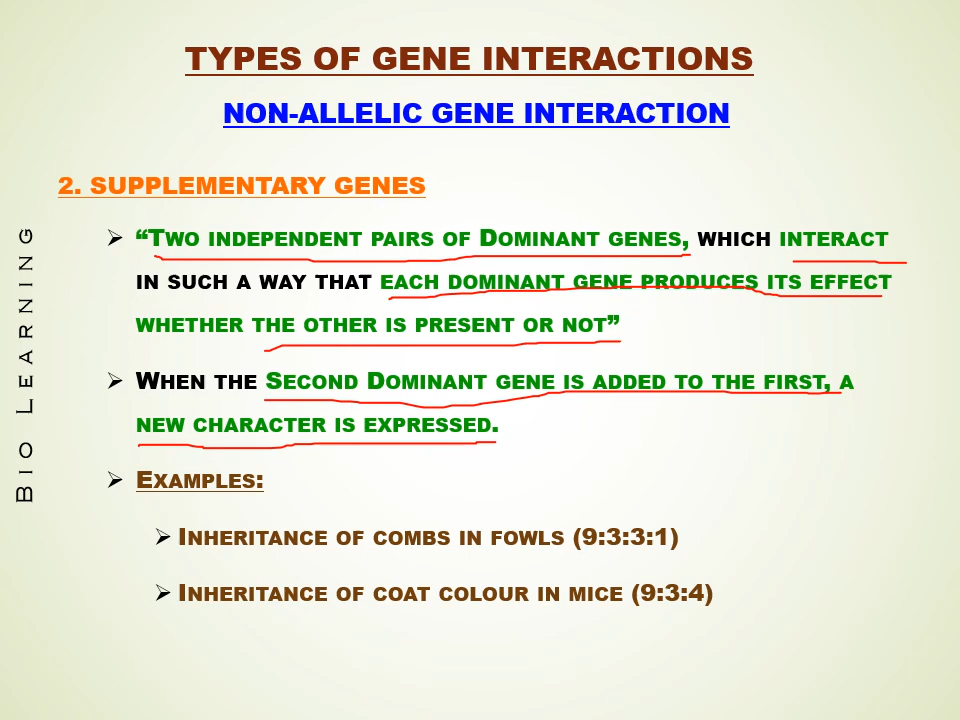 TYPES OF GENE INTERACTIONS
NON-ALLELIC GENE INTERACTION
2. SUPPLEMENTARY GENES
“TWO INDEPENDENT PAIRS OF DOMINANT GENES, WHICH INTERACT
IN SUCH A WAY THAT EACH DOMINANT GENE PRODUCES ITS EFFECT
WHETHER THE OTHER IS PRESENT OR NOT”
WHEN THE SECOND DOMINANT GENE IS ADDED TO THE FIRST, A
NEW CHARACTER IS EXPRESSED.
EXAMPLES:
INHERITANCE OF COMBS IN FOWLS (9:3:3:1)
INHERITANCE OF COAT COLOUR IN MICE (9:3:4)
BIO LEARNING